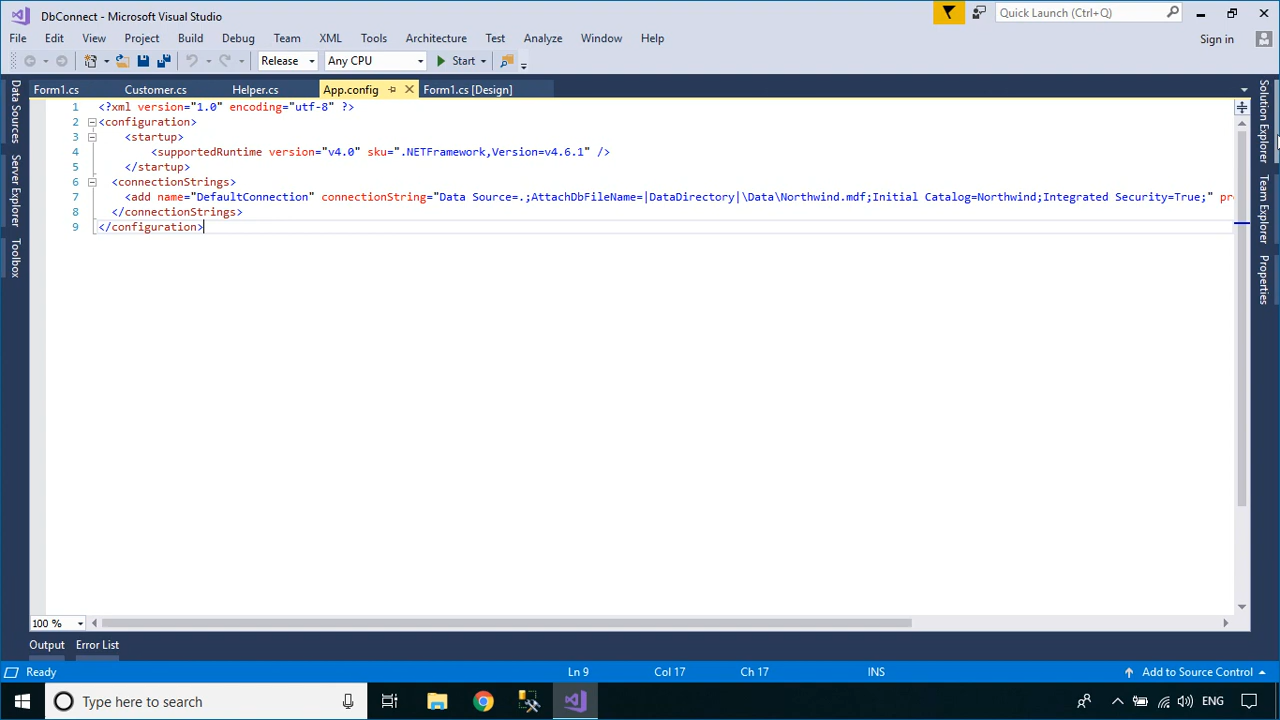 DbConnect - Microsoft Visual Studio
Quick Launch (Ctrl+Q)
File Edit View Project Build Debug Team XML Tools Architecture Test Analyze Window Help
Sign in
Release Any CPU Start
Form1.cs Customer.cs Helper.cs App.config Form1.cs [Design]
Data Sources
Server Explorer
Toolbox
1 <?xml version="1.0" encoding="utf-8" ?>
2 <configuration>
3 <startup>
4 <supportedRuntime version="v4.0" sku=".NETFramework,Version=v4.6.1" />
5 </startup>
6 <connectionStrings>
7 <add name="DefaultConnection" connectionString="Data Source=.;AttachDbFileName=|DataDirectory|\Data\Northwind.mdf;Initial Catalog=Northwind;Integrated Security=True;"
8 </connectionStrings>
9 </configuration>
Solution Explorer
Team Explorer
Properties
100 %
Output Error List
Ready Ln 9 Col 17 Ch 17 INS Add to Source Control
Type here to search
ENG